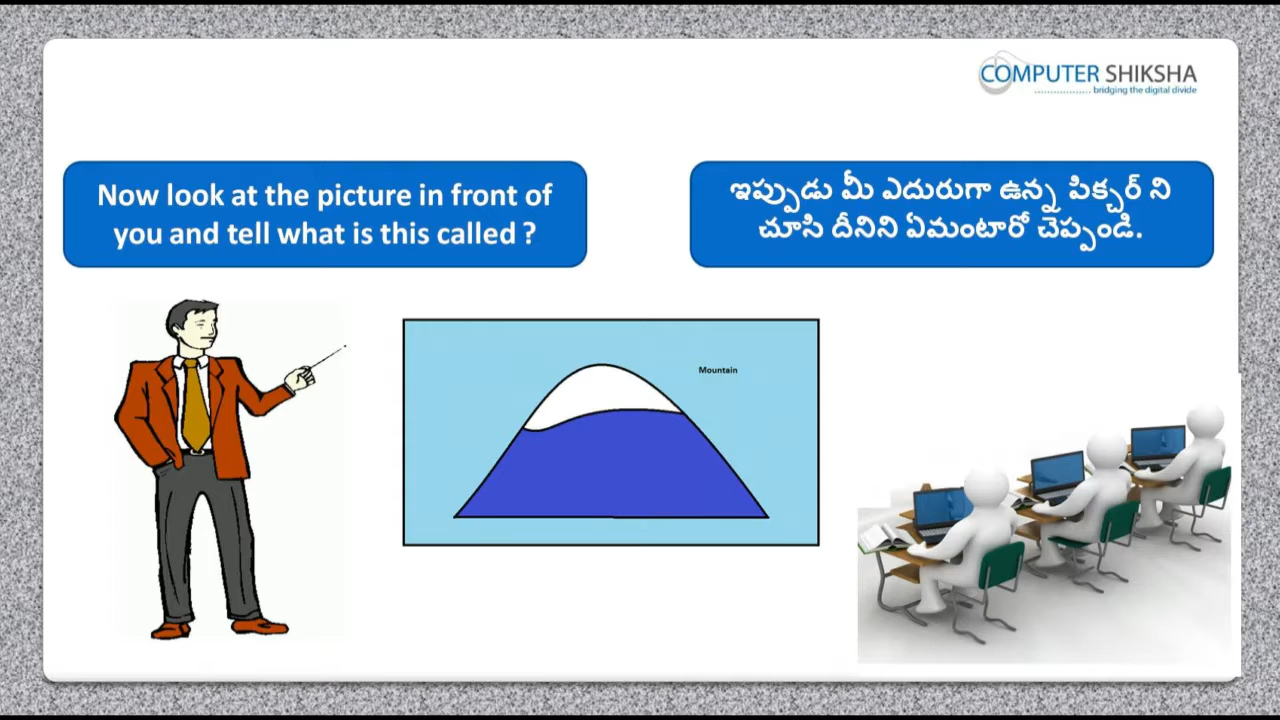 COMPUTER SHIKSHA
bridging the digital divide
Now look at the picture in front of
you and tell what is this called ?
ఇప్పుడు మీ ఎదురుగా ఉన్న పిక్చర్ ని
చూసి దీనిని ఏమంటారో చెప్పండి.
Mountain